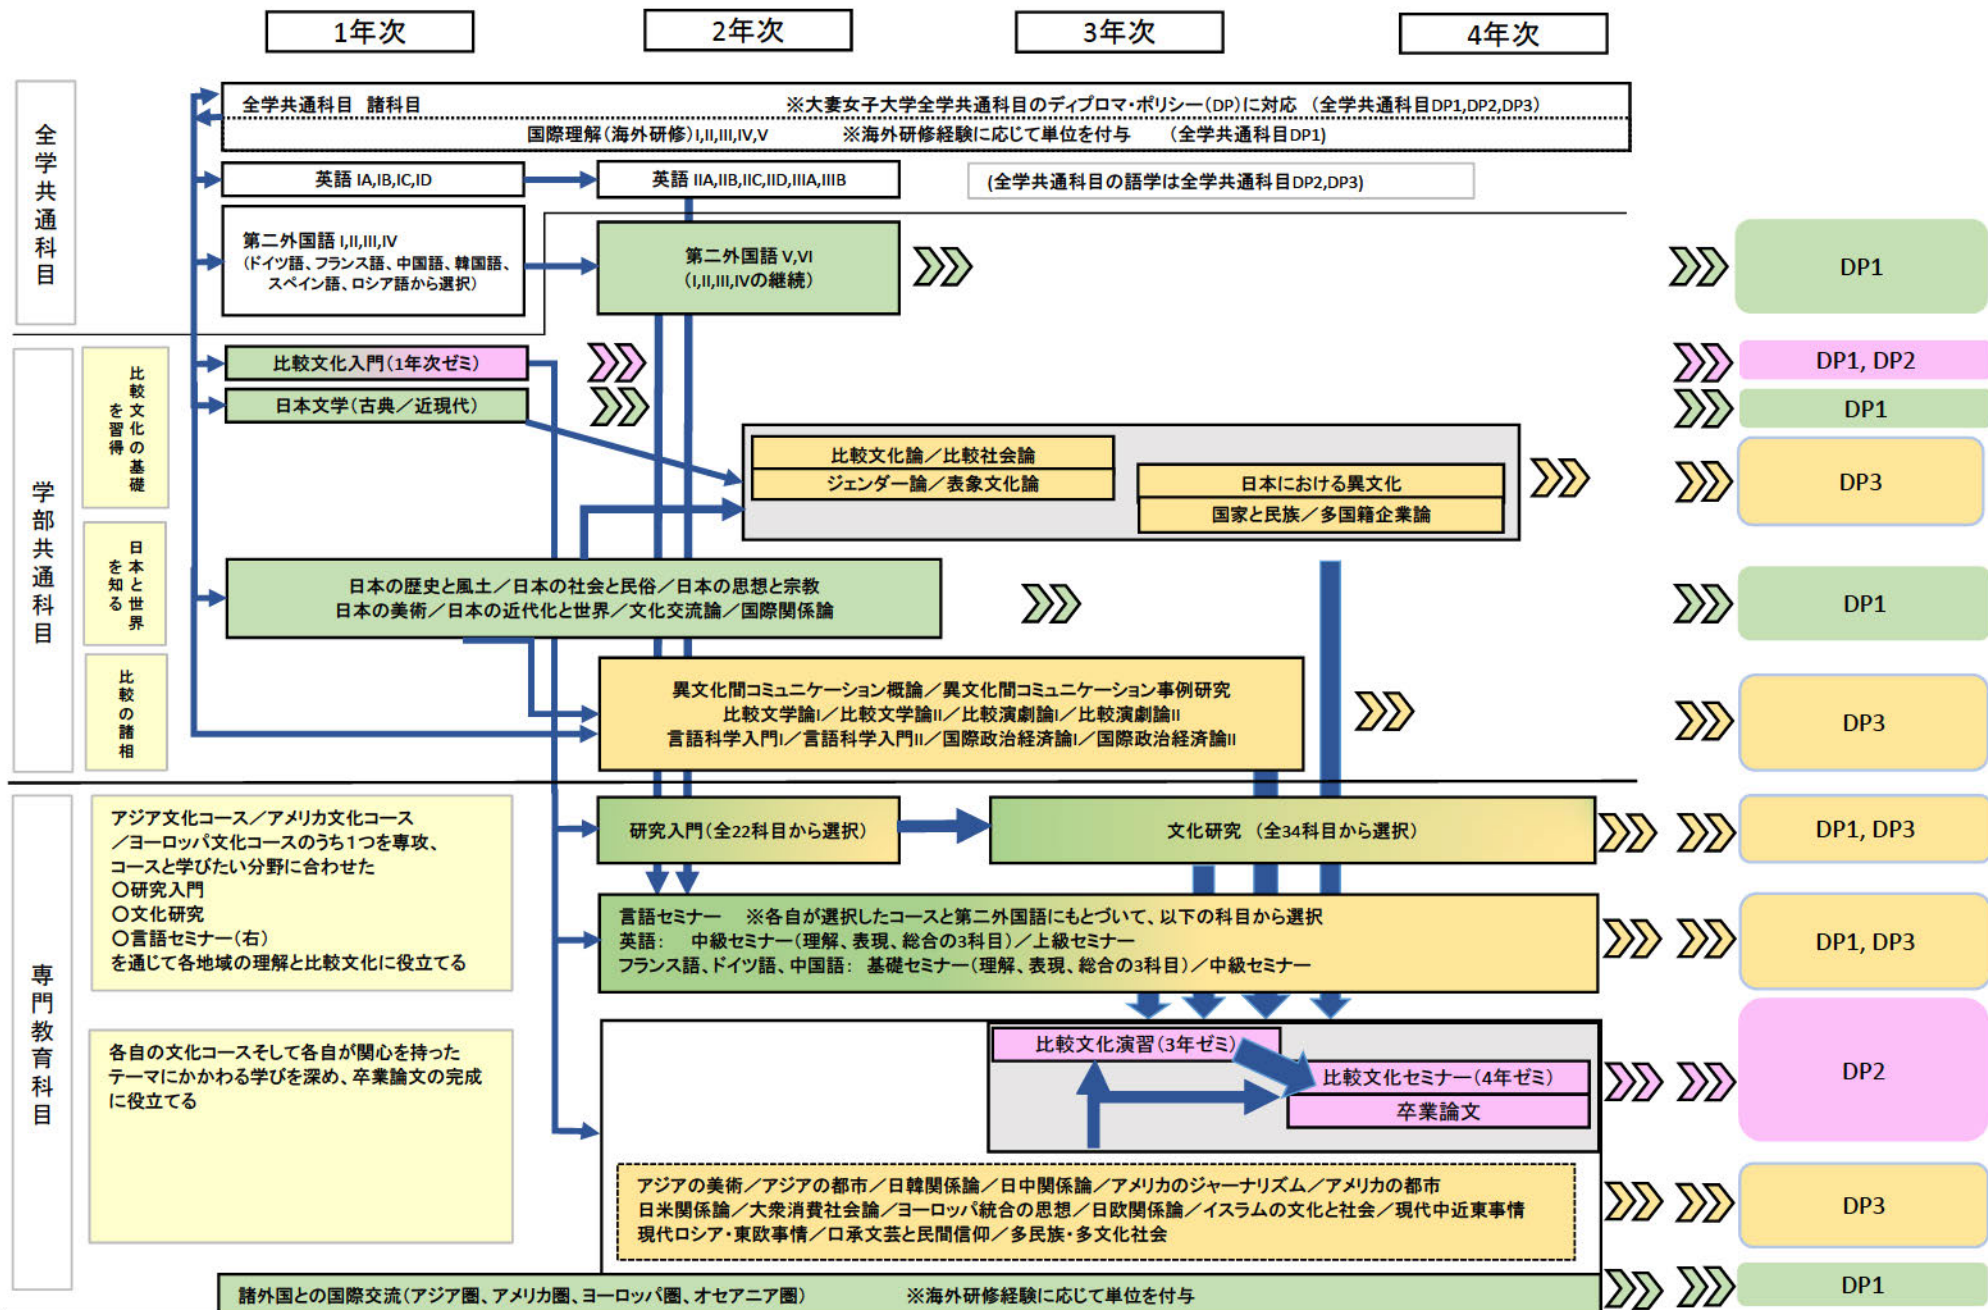 1年次
2年次
3年次
4年次
全学共通科目
全学共通科目 諸科目 ※大妻女子大学全学共通科目のディプロマ・ポリシー(DP)に対応 (全学共通科目DP1,DP2,DP3)
国際理解(海外研修)I,II,III,IV,V ※海外研修経験に応じて単位を付与 (全学共通科目DP1)
英語 IA,IB,IC,ID
英語 IIA,IIB,IIC,IID,IIIA,IIIB
(全学共通科目の語学は全学共通科目DP2,DP3)
第二外国語 I,II,III,IV
(ドイツ語、フランス語、中国語、韓国語、
スペイン語、ロシア語から選択)
第二外国語 V,VI
(I,II,III,IVの継続)
DP1
学部共通科目
比較文化の基礎
を習得
比較文化入門(1年次ゼミ)
DP1, DP2
日本文学(古典/近現代)
DP1
比較文化論/比較社会論
ジェンダー論/表象文化論
日本における異文化
国家と民族/多国籍企業論
DP3
日本と世界
を知る
日本の歴史と風土/日本の社会と民俗/日本の思想と宗教
日本の美術/日本の近代化と世界/文化交流論/国際関係論
DP1
比較の諸相
異文化間コミュニケーション概論/異文化間コミュニケーション事例研究
比較文学論I/比較文学論II/比較演劇論I/比較演劇論II
言語科学入門I/言語科学入門II/国際政治経済論I/国際政治経済論II
DP3
専門教育科目
アジア文化コース/アメリカ文化コース
/ヨーロッパ文化コースのうち1つを専攻、
コースと学びたい分野に合わせた
〇研究入門
〇文化研究
〇言語セミナー(右)
を通じて各地域の理解と比較文化に役立てる
研究入門(全22科目から選択)
文化研究 (全34科目から選択)
DP1, DP3
言語セミナー ※各自が選択したコースと第二外国語にもとづいて、以下の科目から選択
英語: 中級セミナー(理解、表現、総合の3科目)/上級セミナー
フランス語、ドイツ語、中国語: 基礎セミナー(理解、表現、総合の3科目)/中級セミナー
DP1, DP3
各自の文化コースそして各自が関心を持った
テーマにかかわる学びを深め、卒業論文の完成
に役立てる
比較文化演習(3年ゼミ)
比較文化セミナー(4年ゼミ)
卒業論文
DP2
アジアの美術/アジアの都市/日韓関係論/日中関係論/アメリカのジャーナリズム/アメリカの都市
日米関係論/大衆消費社会論/ヨーロッパ統合の思想/日欧関係論/イスラムの文化と社会/現代中近東事情
現代ロシア・東欧事情/口承文芸と民間信仰/多民族・多文化社会
DP3
諸外国との国際交流(アジア圏、アメリカ圏、ヨーロッパ圏、オセアニア圏) ※海外研修経験に応じて単位を付与
DP1